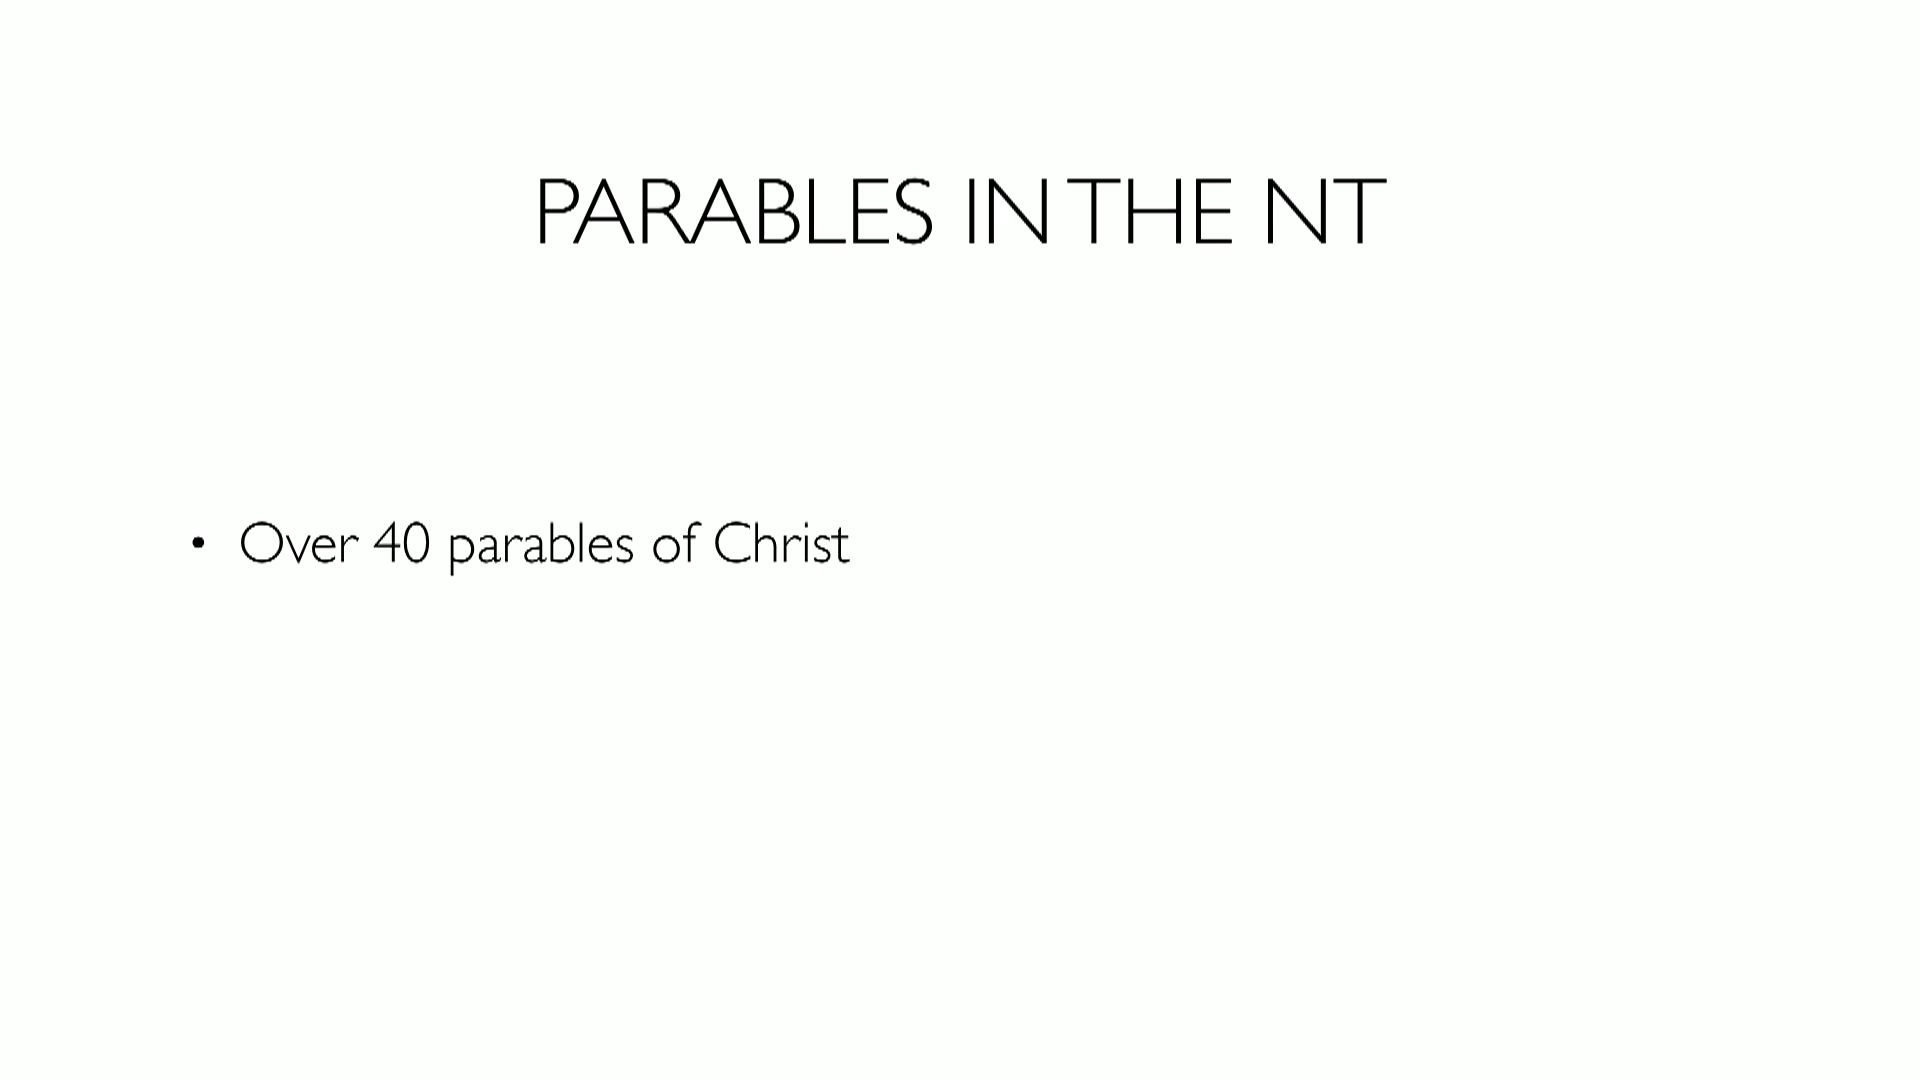 PARABLES IN THE NT
• Over 40 parables of Christ